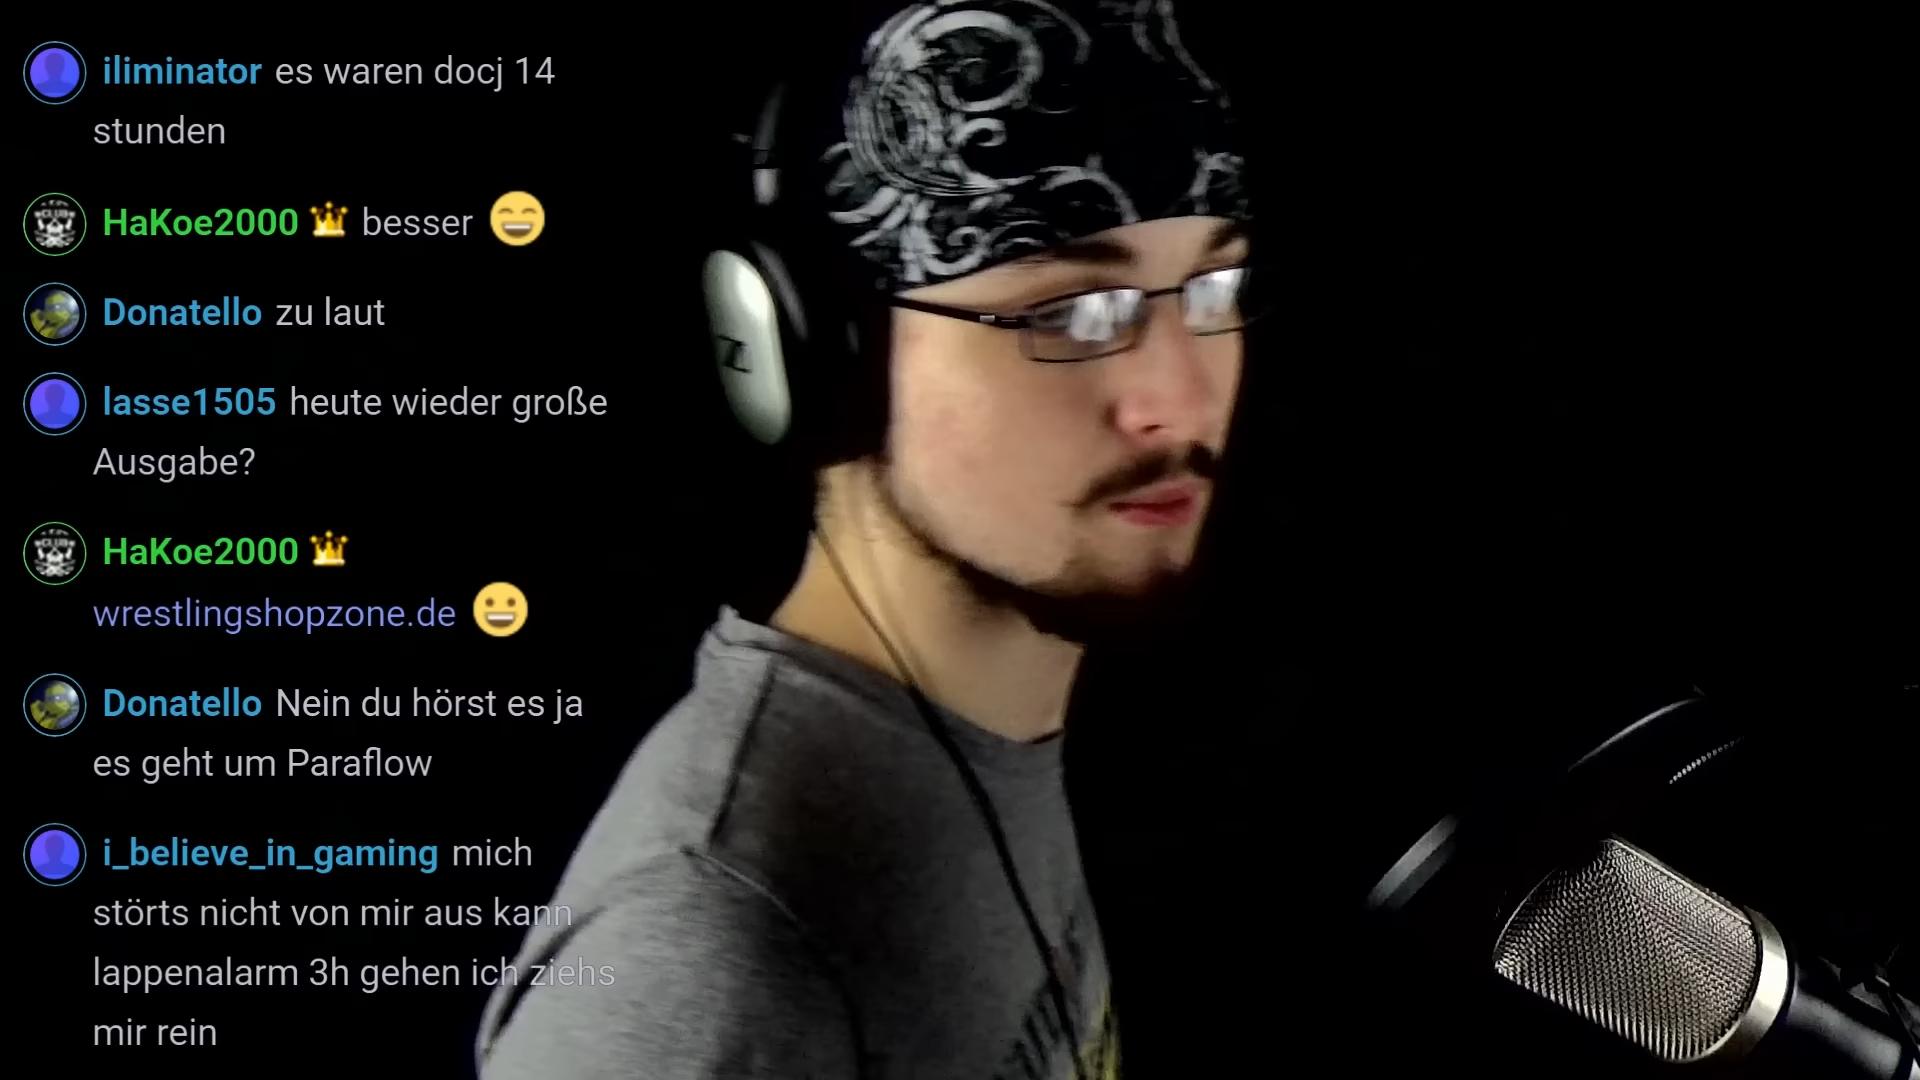 iliminator es waren docj 14
stunden
HaKoe2000 besser
Donatello zu laut
lasse1505 heute wieder große
Ausgabe?
HaKoe2000
wrestlingshopzone.de
Donatello Nein du hörst es ja
es geht um Paraflow
i_believe_in_gaming mich
störts nicht von mir aus kann
lappenalarm 3h gehen ich ziehs
mir rein